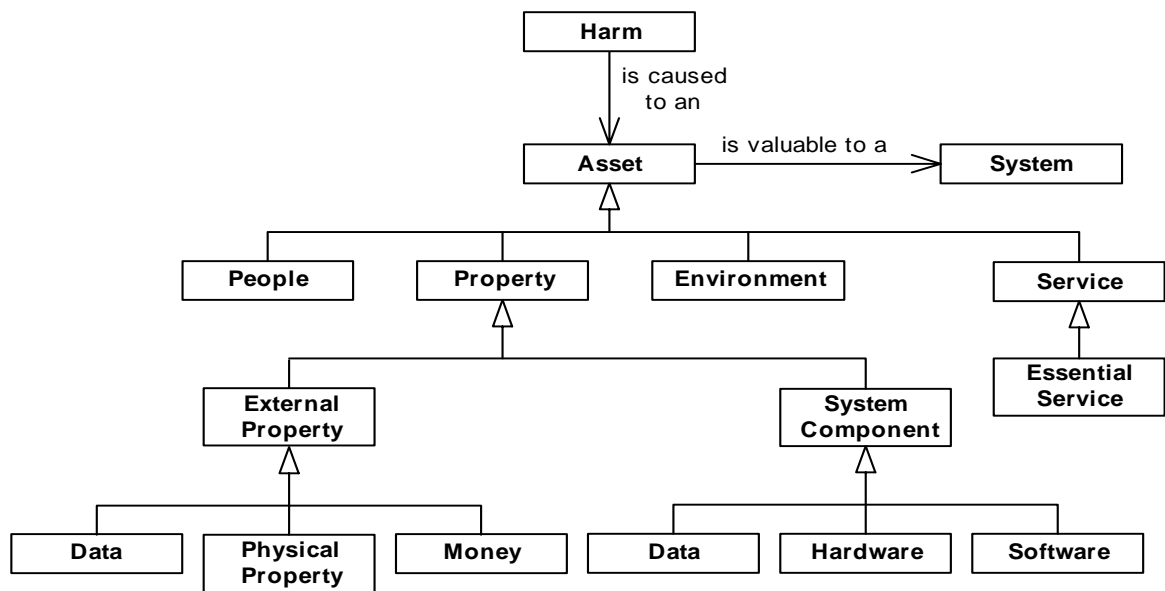 Harm
is caused
to an
Asset
is valuable to a
System
People
Property
Environment
Service
External
Property
System
Component
Essential
Service
Data
Physical
Property
Money
Data
Hardware
Software